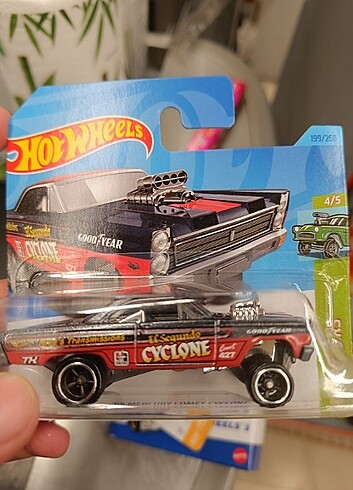 HOT WHEELS
199/250
4/5
El Segundo
CYCLONE
GOODYEAR
GOODYEAR
Transmissions
El Segundo
CYCLONE
427
TH
MERCURY COMET CYCLONE